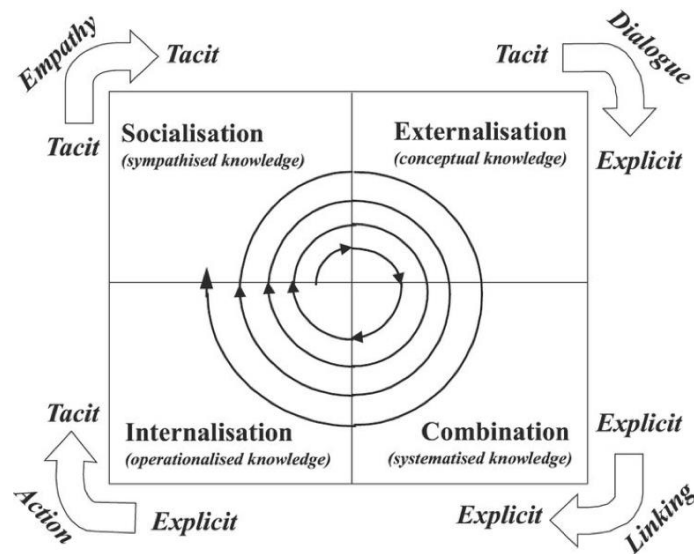 Empathy
Tacit
Tacit
Dialogue
Tacit
Explicit
Socialisation
(sympathised knowledge)
Externalisation
(conceptual knowledge)
Internalisation
(operationalised knowledge)
Combination
(systematised knowledge)
Tacit
Action
Explicit
Explicit
Explicit
Linking